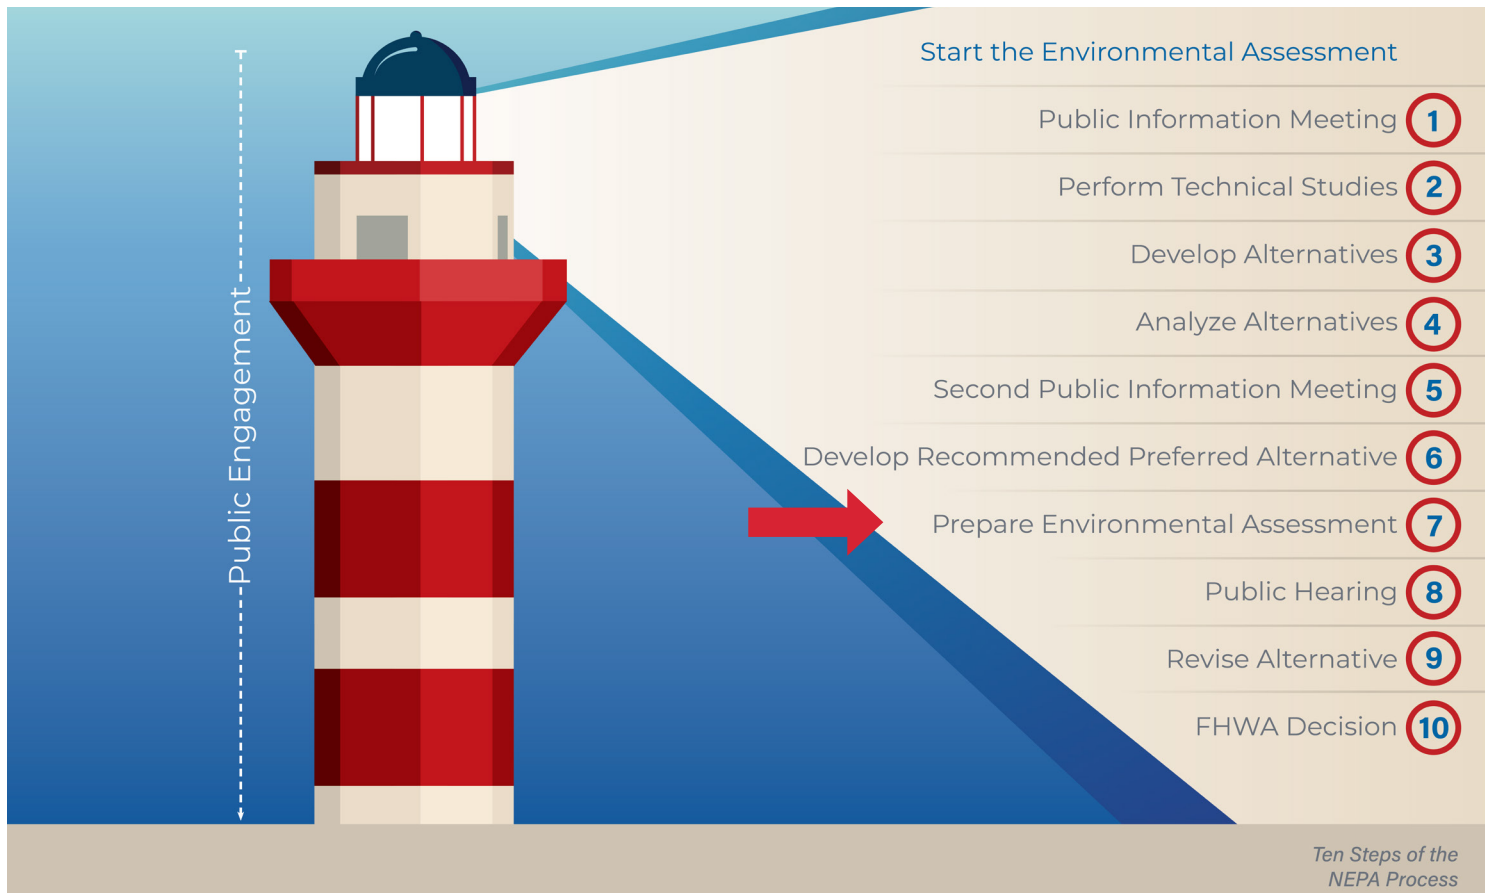 Public Engagement
Start the Environmental Assessment
Public Information Meeting 1
Perform Technical Studies 2
Develop Alternatives 3
Analyze Alternatives 4
Second Public Information Meeting 5
Develop Recommended Preferred Alternative 6
Prepare Environmental Assessment 7
Public Hearing 8
Revise Alternative 9
FHWA Decision 10
Ten Steps of the
NEPA Process